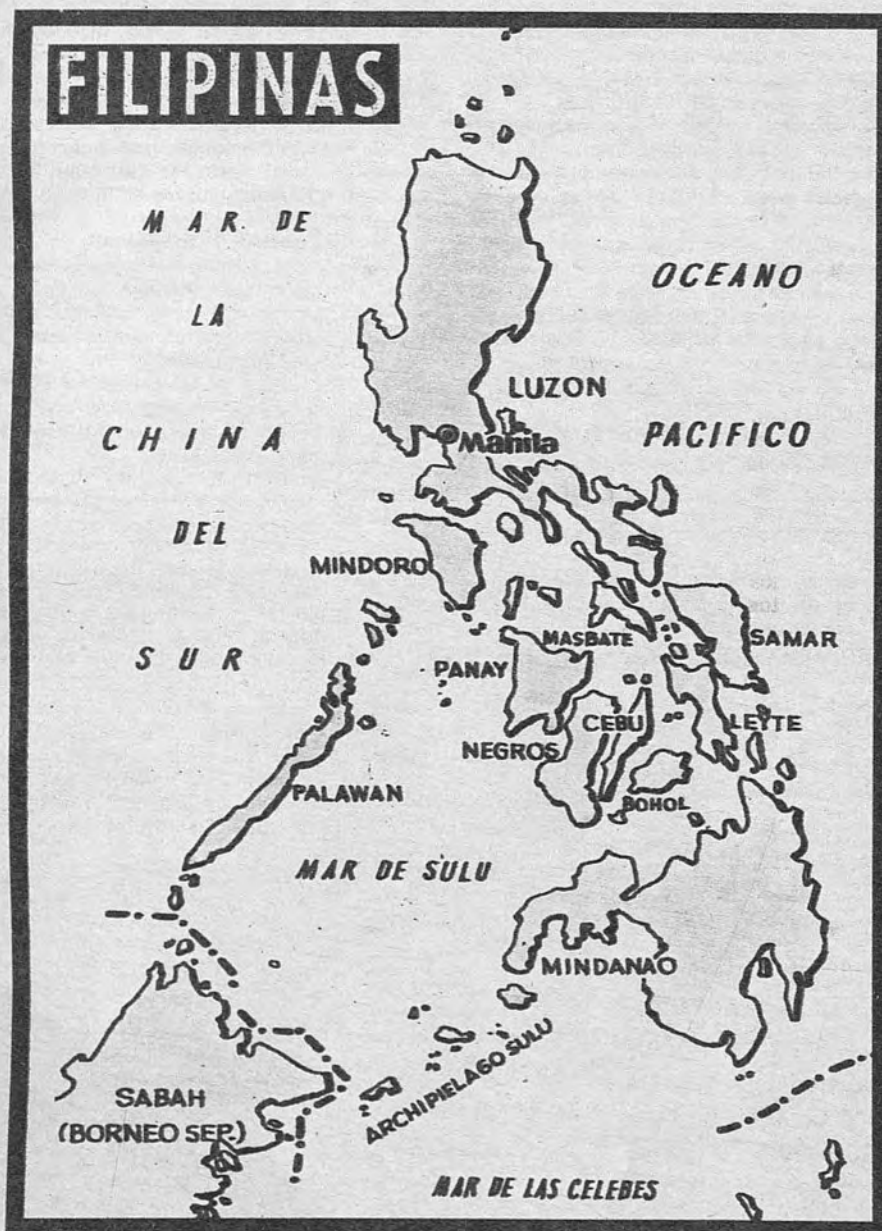 FILIPINAS
MAR DE
LA
CHINA
DEL
SUR
OCEANO
PACIFICO
LUZON
Manila
MINDORO
MASBATE
SAMAR
PANAY
CEBU
LEYTE
NEGROS
BOHOL
PALAWAN
MAR DE SULU
MINDANAO
ARCHIPIELAGO SULU
SABAH
(BORNEO SEP.)
MAR DE LAS CELEBES